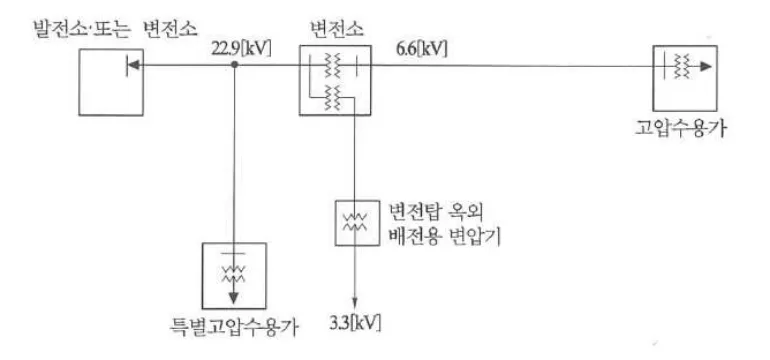 발전소·또는 변전소
22.9[kV]
변전소
6.6[kV]
고압수용가
변전탑 옥외
배전용 변압기
특별고압수용가
3.3[kV]